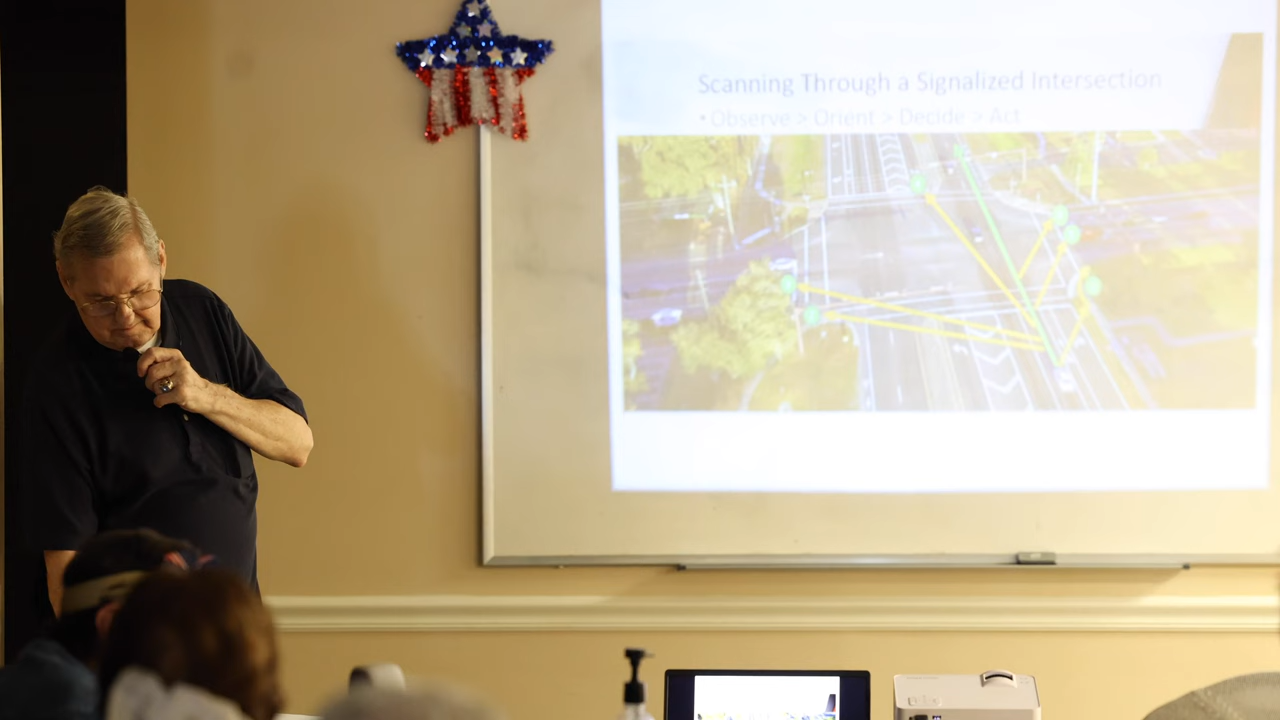 Scanning Through a Signalized Intersection
• Observe > Orient > Decide > Act